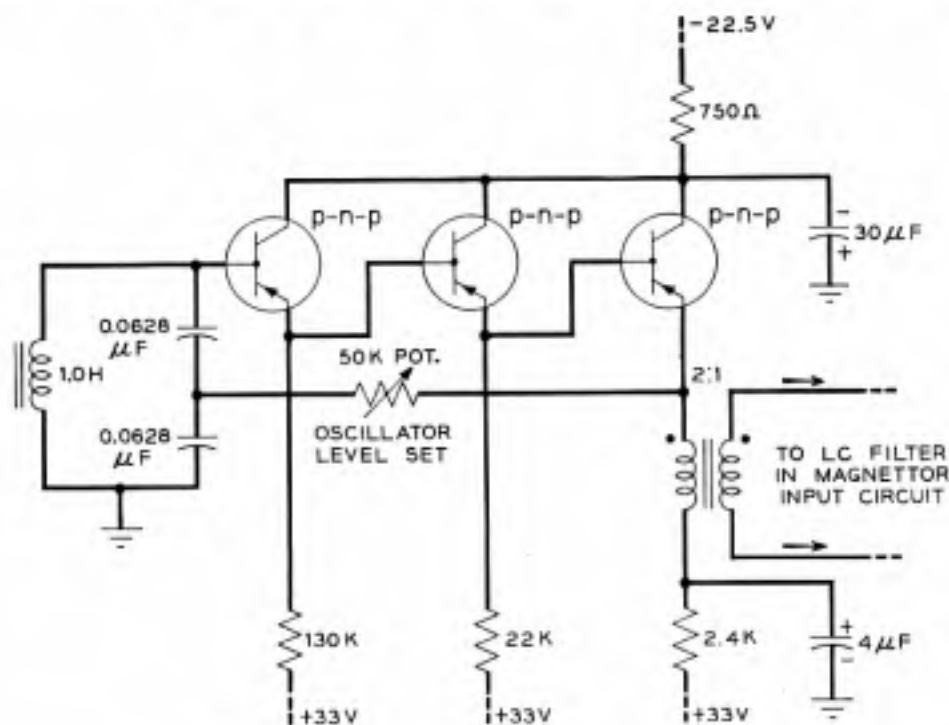 -22.5V
750Ω
p-n-p
p-n-p
p-n-p
30μF
0.0628
μF
1.0H
50K POT.
2:1
OSCILLATOR
LEVEL SET
0.0628
μF
TO LC FILTER
IN MAGNETTOR
INPUT CIRCUIT
130K
22K
2.4K
4μF
+33V
+33V
+33V